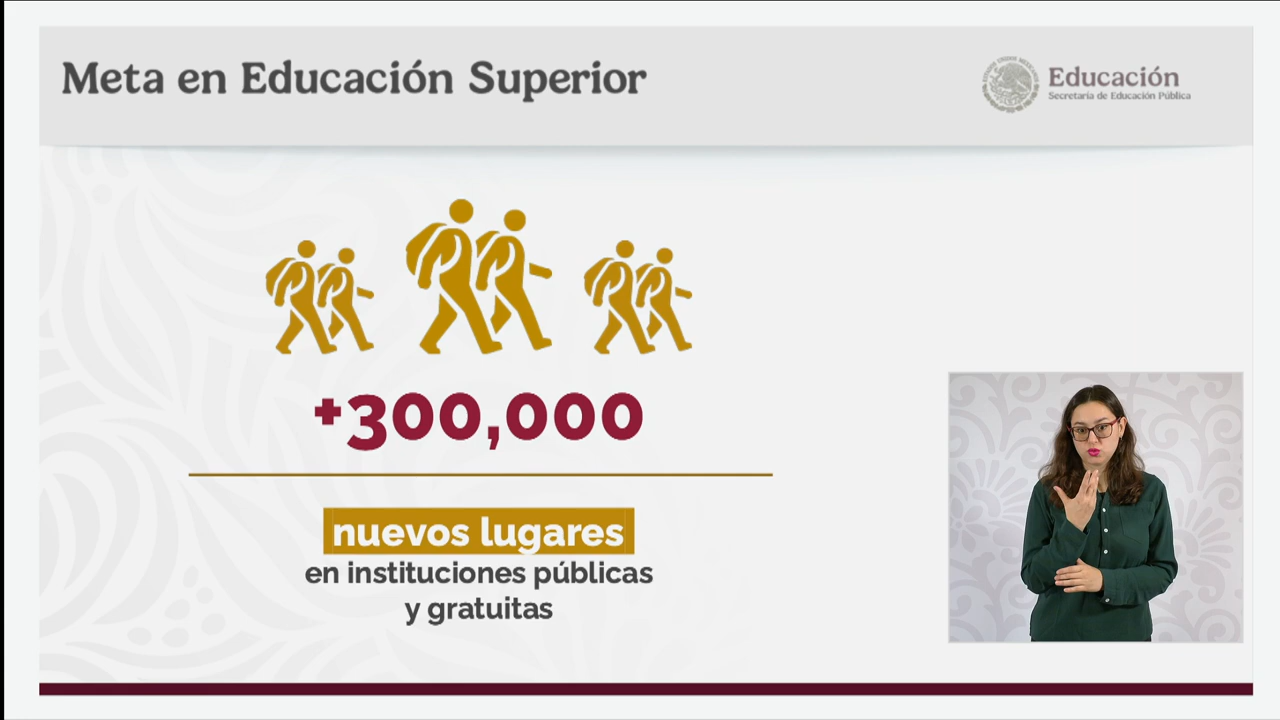 Meta en Educación Superior
Educación
Secretaría de Educación Pública
+300,000
nuevos lugares
en instituciones públicas
y gratuitas